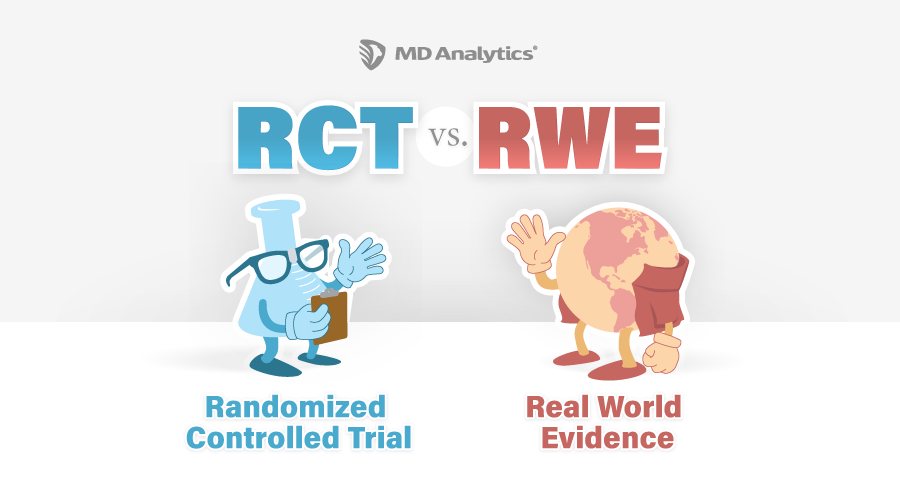 MD Analytics®
RCT vs. RWE
Randomized
Controlled Trial
Real World
Evidence